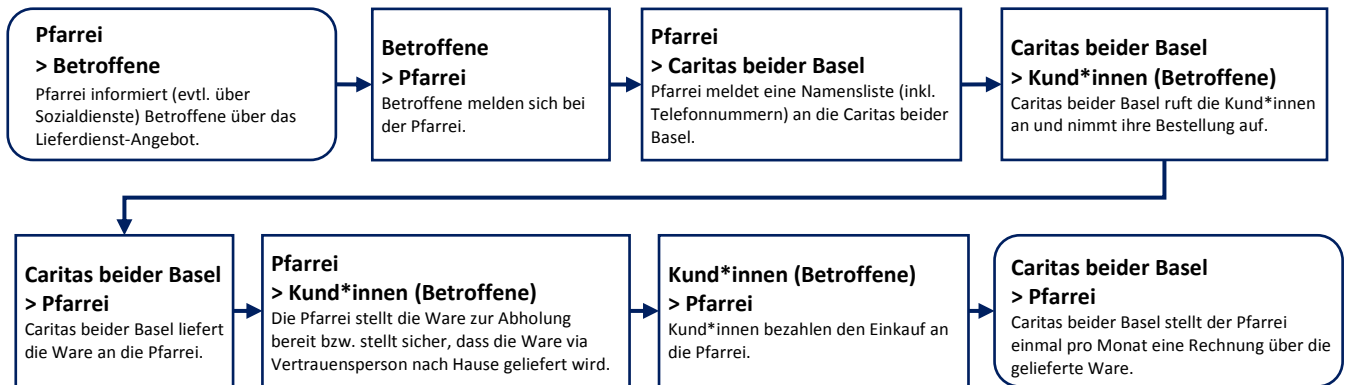 Pfarrei
> Betroffene
Pfarrei informiert (evtl. über
Sozialdienste) Betroffene über das
Lieferdienst-Angebot.
Betroffene
> Pfarrei
Betroffene melden sich bei
der Pfarrei.
Pfarrei
> Caritas beider Basel
Pfarrei meldet eine Namensliste (inkl.
Telefonnummern) an die Caritas beider
Basel.
Caritas beider Basel
> Kund*innen (Betroffene)
Caritas beider Basel ruft die Kund*innen
an und nimmt ihre Bestellung auf.
Caritas beider Basel
> Pfarrei
Caritas beider Basel liefert
die Ware an die Pfarrei.
Pfarrei
> Kund*innen (Betroffene)
Die Pfarrei stellt die Ware zur Abholung
bereit bzw. stellt sicher, dass die Ware via
Vertrauensperson nach Hause geliefert wird.
Kund*innen (Betroffene)
> Pfarrei
Kund*innen bezahlen den Einkauf an
die Pfarrei.
Caritas beider Basel
> Pfarrei
Caritas beider Basel stellt der Pfarrei
einmal pro Monat eine Rechnung über die
gelieferte Ware.